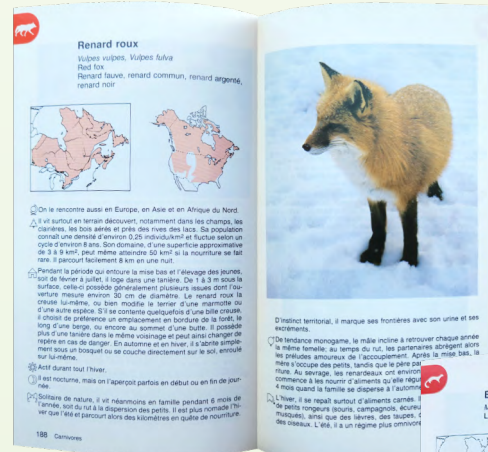 Renard roux
Vulpes vulpes, Vulpes fulva
Red fox
Renard fauve, renard commun, renard argenté,
renard noir
On le rencontre aussi en Europe, en Asie et en Afrique du Nord.
Il vit surtout en terrain découvert, notamment dans les champs, les
clairières, les bois aérés et près des rives des lacs. Sa population
connaît une densité d'environ 0,25 individu/km² et fluctue selon un
cycle d'environ 8 ans. Son domaine, d'une superficie approximative
de 3 à 9 km², peut même atteindre 50 km² si la nourriture se fait
rare. Il parcourt facilement 8 km en une nuit.
Pendant la période qui entoure la mise bas et l'élevage des jeunes,
soit de février à juillet, il loge dans une tanière. De 1 à 3 m sous la
surface, celle-ci possède généralement plusieurs issues dont l'ou-
verture mesure environ 30 cm de diamètre. Le renard roux la
creuse lui-même, ou bien modifie le terrier d'une marmotte ou
d'une autre espèce. S'il se contente quelquefois d'une bille creuse,
il choisit de préférence un emplacement en bordure de la forêt, le
long d'une berge, ou encore au sommet d'une butte. Il possède
plus d'une tanière dans le même voisinage et peut ainsi changer de
repère en cas de danger. En automne et en hiver, il s'abrite simple-
ment sous un bosquet ou se couche directement sur le sol, enroulé
sur lui-même.
Actif durant tout l'hiver.
Il est nocturne, mais on l'aperçoit parfois en début ou en fin de jour-
née.
Solitaire de nature, il vit néanmoins en famille pendant 6 mois de
l'année, soit du rut à la dispersion des petits. Il est plus nomade l'hi-
ver que l'été et parcourt alors des kilomètres en quête de nourriture.
188 Carnivores
D'instinct territorial, il marque ses frontières avec son urine et ses
excréments.
De tendance monogame, le mâle incline à retrouver chaque année
la même femelle; au temps du rut, les partenaires abrègent alors
les préludes amoureux de l'accouplement. Après la mise bas, la
mère s'occupe des petits, tandis que le père
riture. Au sevrage, les renardeaux ont environ
commence à les nourrir d'aliments qu'elle
4 mois quand la famille se disperse à l'automne
L'hiver, il se repaît surtout d'aliments carnés.
de petits rongeurs (souris, campagnols,
musqués), ainsi que des lièvres, des taupes,
des oiseaux. L'été, il a un régime plus omnivore